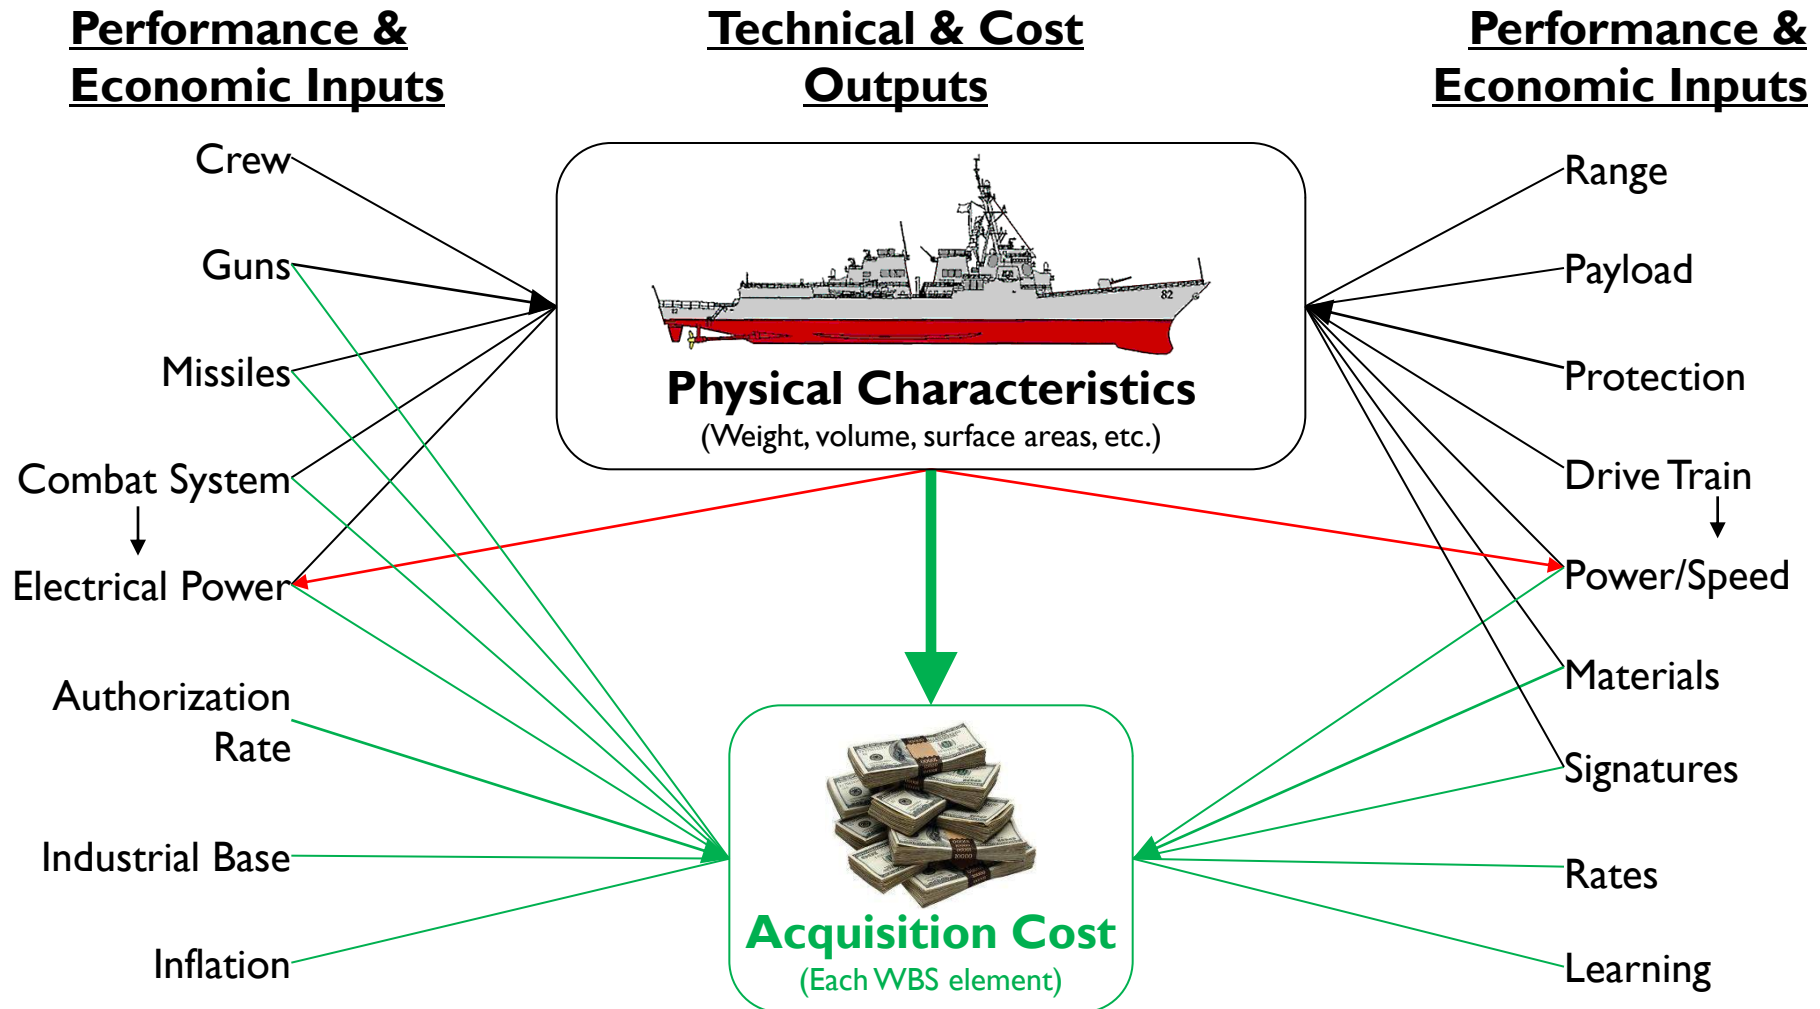 Performance &
Economic Inputs
Technical & Cost
Outputs
Performance &
Economic Inputs
Crew
Guns
Missiles
Combat System
Electrical Power
Authorization
Rate
Industrial Base
Inflation
82
Physical Characteristics
(Weight, volume, surface areas, etc.)
Acquisition Cost
(Each WBS element)
Range
Payload
Protection
Drive Train
Power/Speed
Materials
Signatures
Rates
Learning